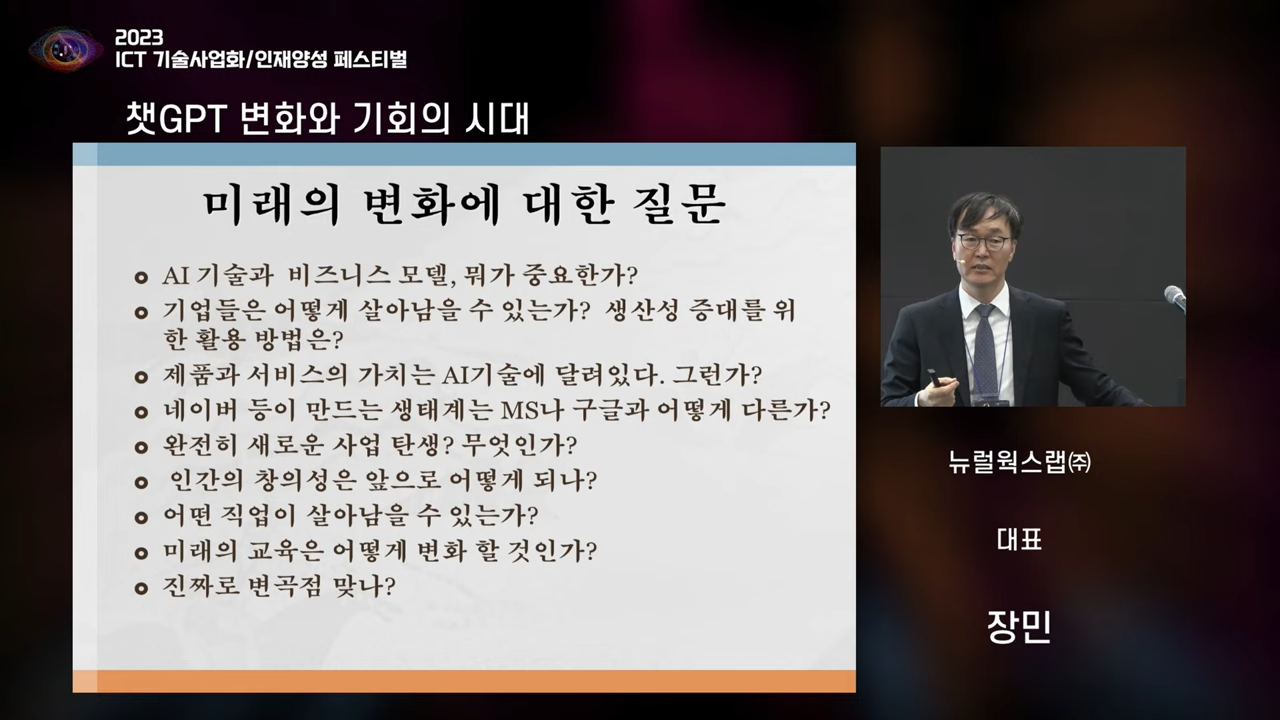 2023
ICT 기술사업화/인재양성 페스티벌
챗GPT 변화와 기회의 시대
미래의 변화에 대한 질문
AI 기술과 비즈니스 모델, 뭐가 중요한가?
기업들은 어떻게 살아남을 수 있는가? 생산성 증대를 위
한 활용 방법은?
제품과 서비스의 가치는 AI기술에 달려있다. 그런가?
네이버 등이 만드는 생태계는 MS나 구글과 어떻게 다른가?
완전히 새로운 사업 탄생? 무엇인가?
인간의 창의성은 앞으로 어떻게 되나?
어떤 직업이 살아남을 수 있는가?
미래의 교육은 어떻게 변화 할 것인가?
진짜로 변곡점 맞나?
뉴럴웍스랩㈜
대표
장민